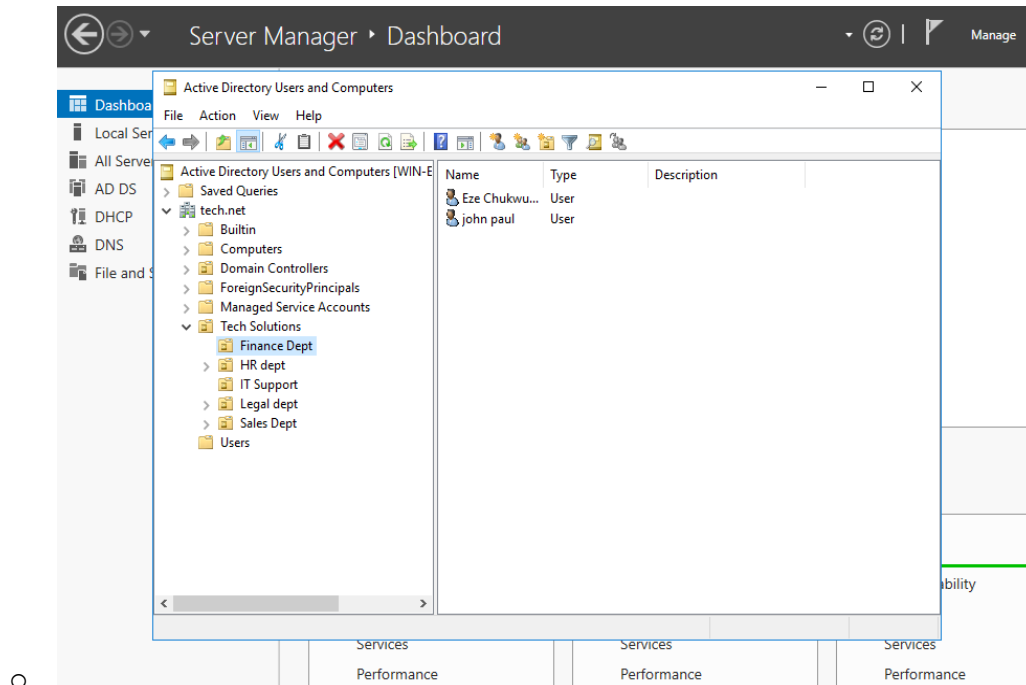 Server Manager ‣ Dashboard
Manage
Dashboa
Local Ser
All Serve
AD DS
DHCP
DNS
File and S
Active Directory Users and Computers
File Action View Help
Active Directory Users and Computers [WIN-E
Saved Queries
tech.net
Builtin
Computers
Domain Controllers
ForeignSecurityPrincipals
Managed Service Accounts
Tech Solutions
Finance Dept
HR dept
IT Support
Legal dept
Sales Dept
Users
Name Type Description
Eze Chukwu... User
john paul User
ability
Services Services Services
Performance Performance Performance